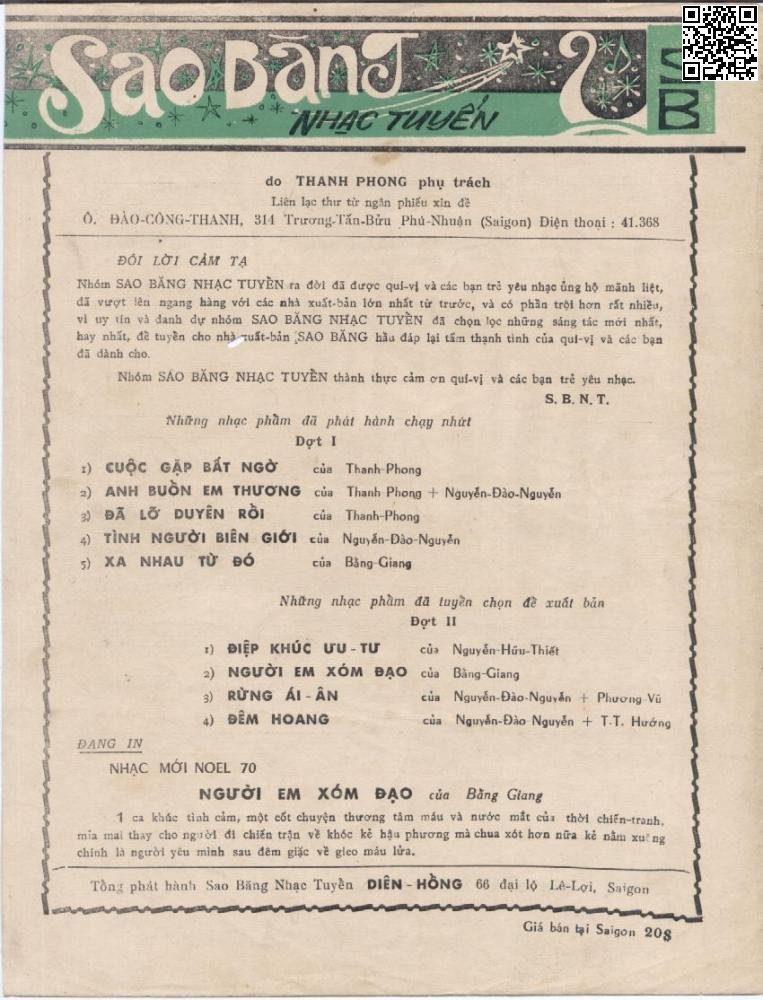 Sao Băng
NHẠC TUYỂN
SB
do THANH PHONG phụ trách
Liên lạc thư từ ngân phiếu xin đề
Ô. ĐÀO-CÔNG-THANH, 314 Trương-Tấn-Bửu Phú-Nhuận (Saigon) Điện thoại : 41.368
ĐÔI LỜI CẢM TẠ
Nhóm SAO BĂNG NHẠC TUYỀN ra đời đã được quí-vị và các bạn trẻ yêu nhạc ủng hộ mãnh liệt,
đã vượt lên ngang hàng với các nhà xuất-bản lớn nhất từ trước, và có phần trội hơn rất nhiều,
vì uy tín và danh dự nhóm SAO BĂNG NHẠC TUYỀN đã chọn lọc những sáng tác mới nhất,
hay nhất, đề tuyển cho nhà xuất-bản SAO BĂNG hầu đáp lại tấm thạnh tình của quí-vị và các bạn
đã dành cho.
Nhóm SAO BĂNG NHẠC TUYỀN thành thực cảm ơn quí-vị và các bạn trẻ yêu nhạc.
S. B. N. T.
Những nhạc phầm đã phát hành chạy nhứt
Đợt I
1) CUỘC GẶP BẤT NGỜ của Thanh-Phong
2) ANH BUỒN EM THƯƠNG của Thanh Phong + Nguyễn-Đào-Nguyễn
3) ĐÃ LỠ DUYÊN RỒI của Thanh-Phong
4) TÌNH NGƯỜI BIÊN GIỚI của Nguyễn-Đào-Nguyễn
5) XA NHAU TỪ ĐÓ của Bằng-Giang
Những nhạc phầm đã tuyền chọn đề xuất bản
Đợt II
1) ĐIỆP KHÚC ƯU - TƯ của Nguyễn-Hữu-Thiết
2) NGƯỜI EM XÓM ĐẠO của Bằng-Giang
3) RỪNG ÁI - ÂN của Nguyễn-Đào-Nguyễn + Phương-Vũ
4) ĐÊM HOANG của Nguyễn-Đào Nguyễn + T.T. Hướng
ĐANG IN
NHẠC MỚI NOEL 70
NGƯỜI EM XÓM ĐẠO của Bằng Giang
1 ca khúc tình cảm, một cốt chuyện thương tâm máu và nước mắt của thời chiến-tranh,
mỉa mai thay cho người đi chiến trận về khóc kẻ hậu phương mà chua xót hơn nữa kẻ nằm xuống
chính là người yêu mình sau đêm giặc về gieo máu lửa.
Tổng phát hành Sao Băng Nhạc Tuyền DIÊN - HỒNG 66 đại lộ Lê-Lợi, Saigon
Giá bán tại Saigon 20$